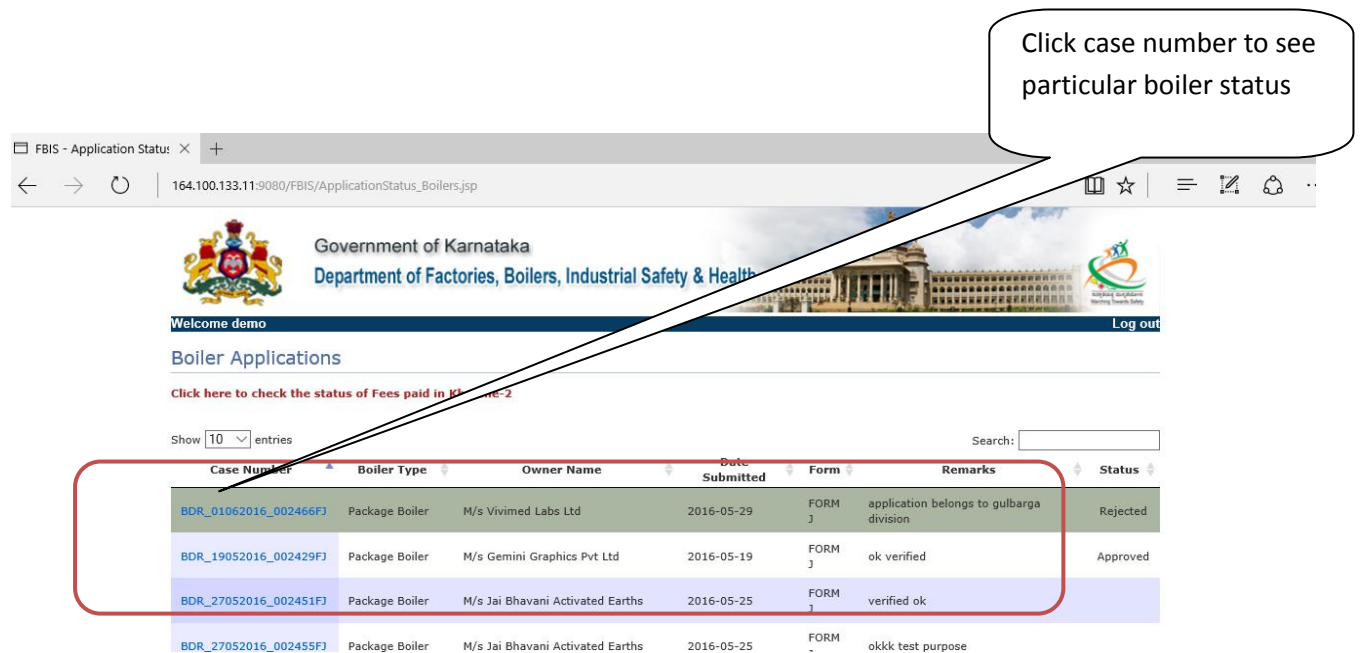 Click case number to see
particular boiler status
FBIS - Application Status
164.100.133.11:9080/FBIS/ApplicationStatus_Boilers.jsp
Government of Karnataka
Department of Factories, Boilers, Industrial Safety & Health
Welcome demo Log out
Boiler Applications
Click here to check the status of Fees paid in
Show 10 entries Search:
Case Number Boiler Type Owner Name Date Submitted Form Remarks Status
BDR_01062016_002466FJ Package Boiler M/s Vivimed Labs Ltd 2016-05-29 FORM J application belongs to gulbarga division Rejected
BDR_19052016_002429FJ Package Boiler M/s Gemini Graphics Pvt Ltd 2016-05-19 FORM J ok verified Approved
BDR_27052016_002451FJ Package Boiler M/s Jai Bhavani Activated Earths 2016-05-25 FORM J verified ok
BDR_27052016_002455FJ Package Boiler M/s Jai Bhavani Activated Earths 2016-05-25 FORM okkk test purpose